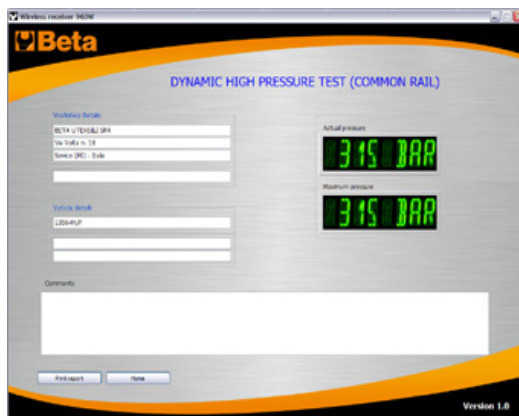 Wireless receiver 960W
Beta
DYNAMIC HIGH PRESSURE TEST (COMMON RAIL)
Workshop Details
BETA UTENSILI SPA
Via Volta n. 18
Sovico (MI) - Italia
Actual pressure
315 BAR
Maximum pressure
315 BAR
Vehicle details
Comments
Print report
Home
Version 1.0